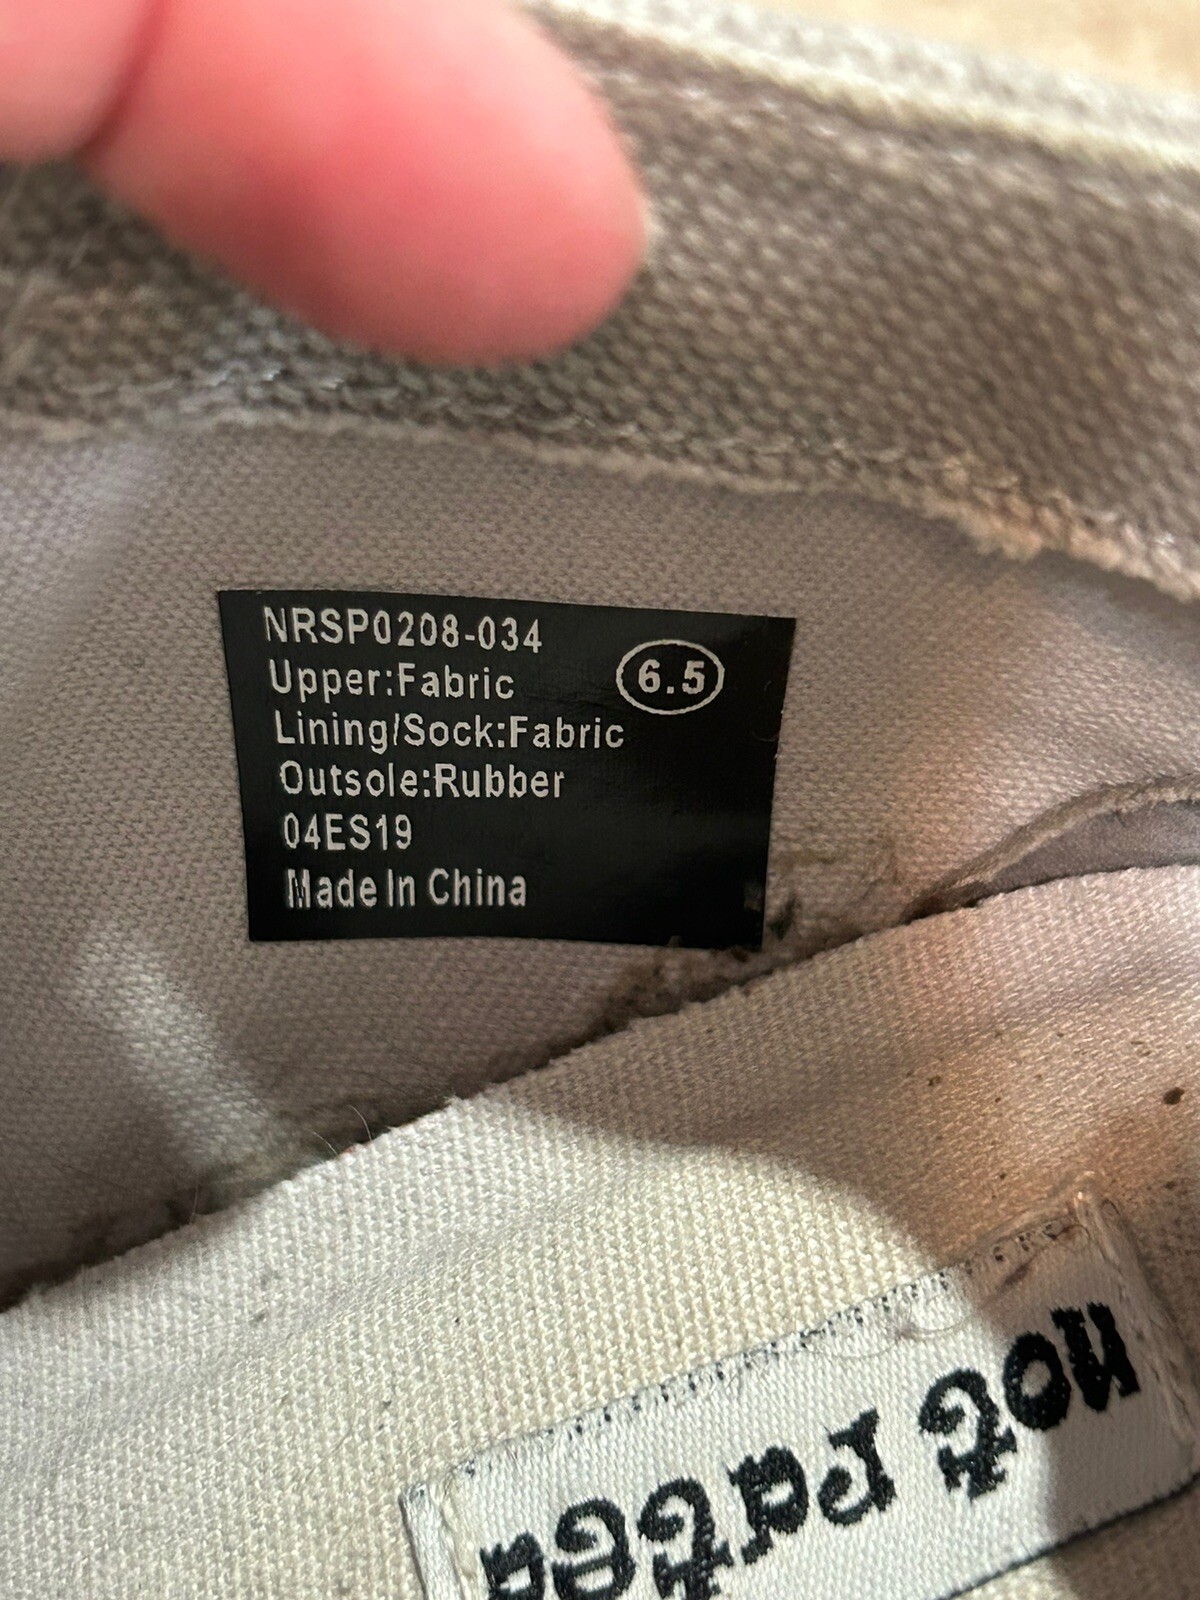 NRSP0208-034
6.5
Upper:Fabric
Lining/Sock:Fabric
Outsole:Rubber
04ES19
Made In China
not rated